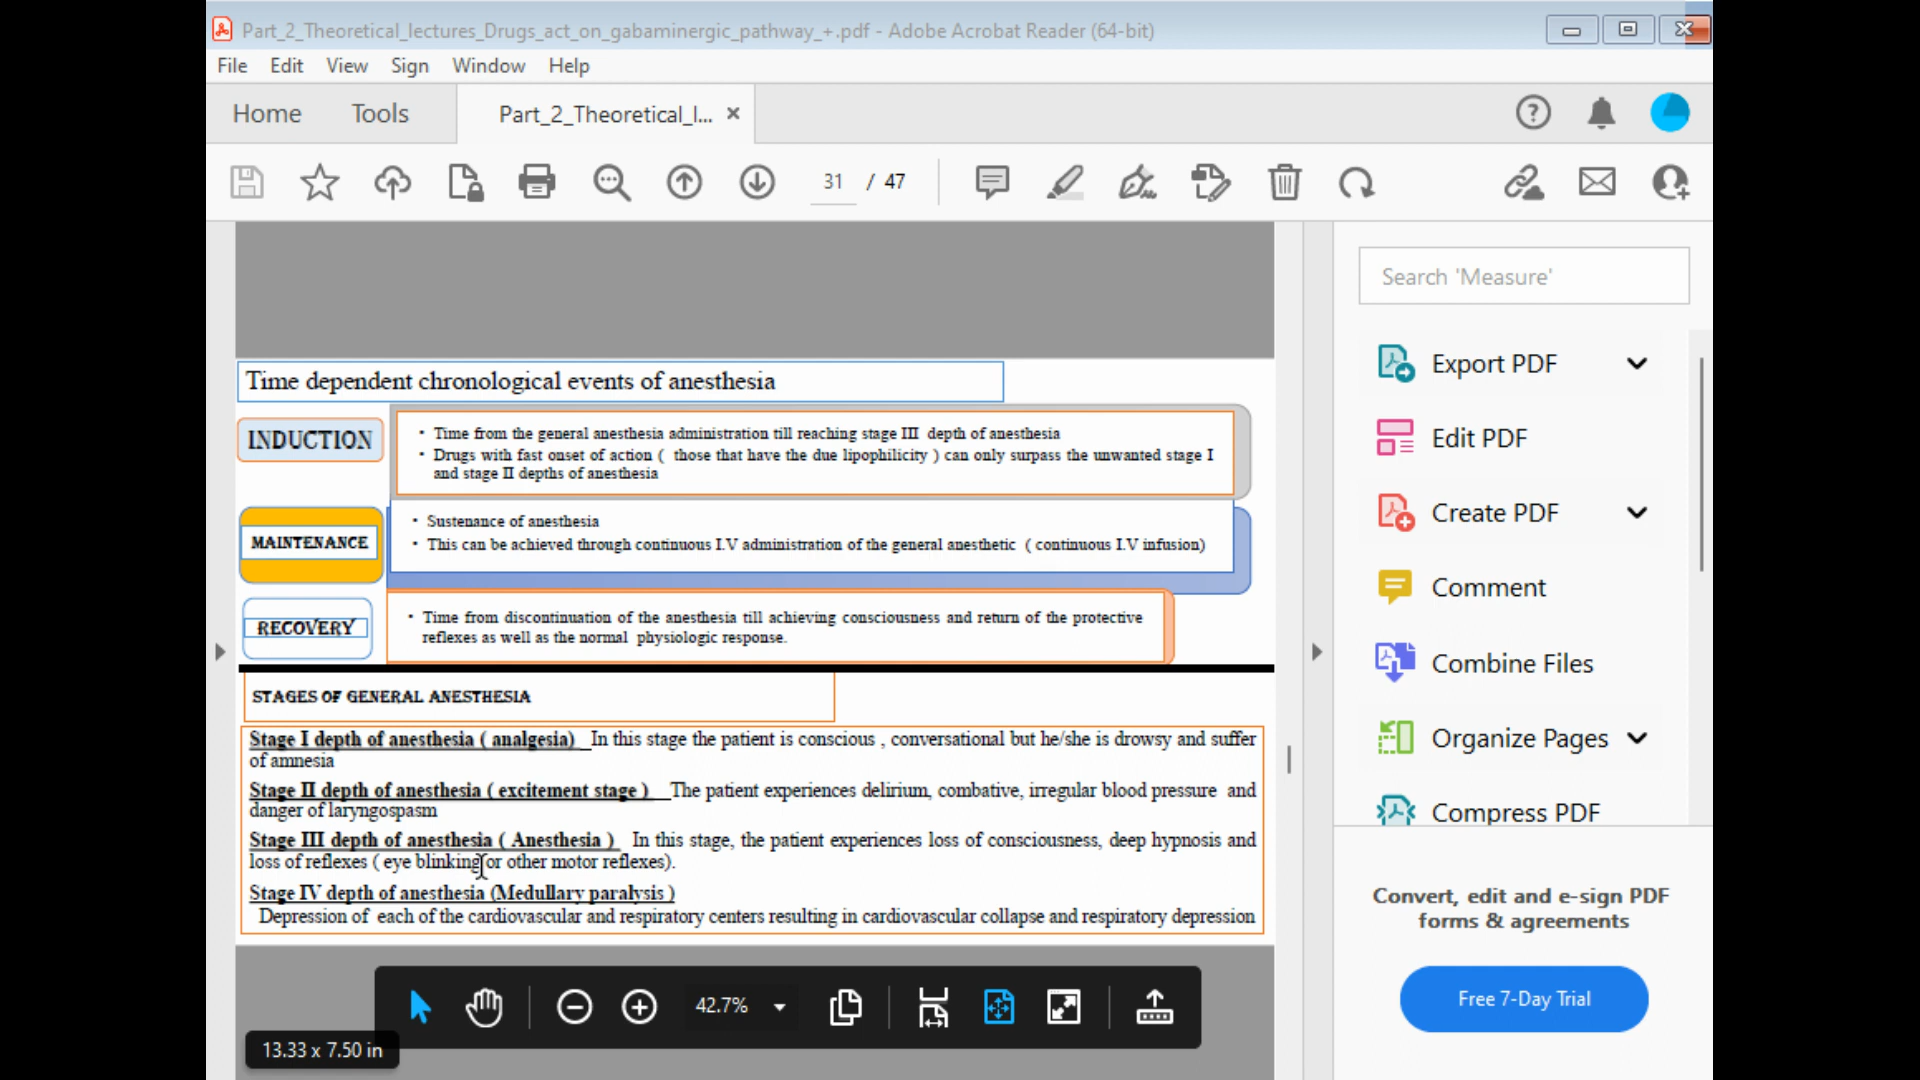 Part_2_Theoretical_lectures_Drugs_act_on_gabaminergic_pathway_+.pdf - Adobe Acrobat Reader (64-bit)
File Edit View Sign Window Help
Home Tools Part_2_Theoretical_l... ×
31 / 47
Search 'Measure'
Export PDF
Edit PDF
Create PDF
Comment
Combine Files
Organize Pages
Compress PDF
Convert, edit and e-sign PDF
forms & agreements
Free 7-Day Trial
Time dependent chronological events of anesthesia
INDUCTION
• Time from the general anesthesia administration till reaching stage III depth of anesthesia
• Drugs with fast onset of action ( those that have the due lipophilicity ) can only surpass the unwanted stage I
and stage II depths of anesthesia
MAINTENANCE
• Sustenance of anesthesia
• This can be achieved through continuous I.V administration of the general anesthetic ( continuous I.V infusion)
RECOVERY
• Time from discontinuation of the anesthesia till achieving consciousness and return of the protective
reflexes as well as the normal physiologic response.
STAGES OF GENERAL ANESTHESIA
Stage I depth of anesthesia ( analgesia) In this stage the patient is conscious , conversational but he/she is drowsy and suffer
of amnesia
Stage II depth of anesthesia ( excitement stage ) The patient experiences delirium, combative, irregular blood pressure and
danger of laryngospasm
Stage III depth of anesthesia ( Anesthesia ) In this stage, the patient experiences loss of consciousness, deep hypnosis and
loss of reflexes ( eye blinking or other motor reflexes).
Stage IV depth of anesthesia (Medullary paralysis )
Depression of each of the cardiovascular and respiratory centers resulting in cardiovascular collapse and respiratory depression
42.7%
13.33 x 7.50 in